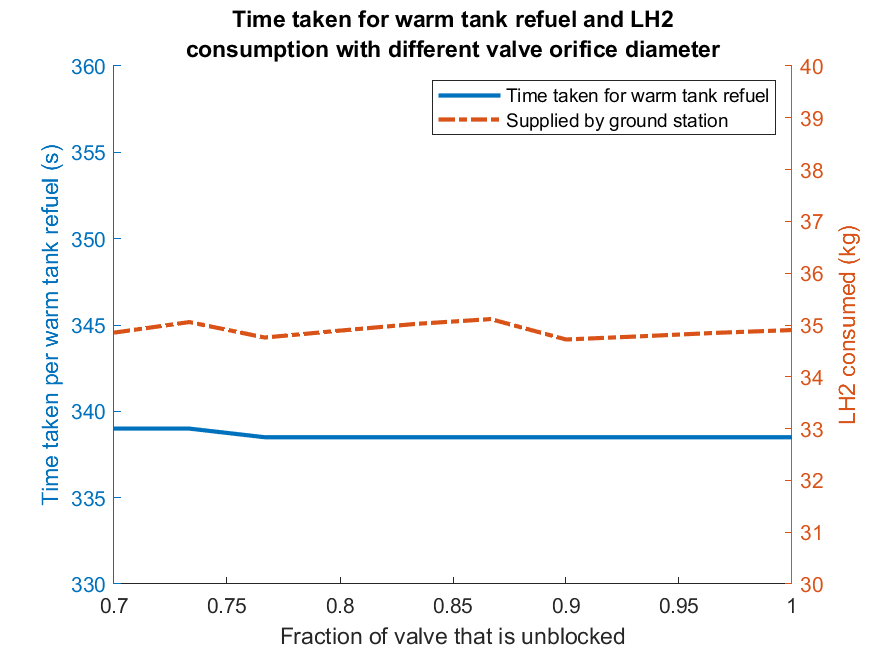 Time taken for warm tank refuel and LH2
consumption with different valve orifice diameter
Time taken for warm tank refuel
Supplied by ground station
Time taken per warm tank refuel (s)
360
355
350
345
340
335
330
40
39
38
37
36
35
34
33
32
31
30
LH2 consumed (kg)
0.7 0.75 0.8 0.85 0.9 0.95 1
Fraction of valve that is unblocked